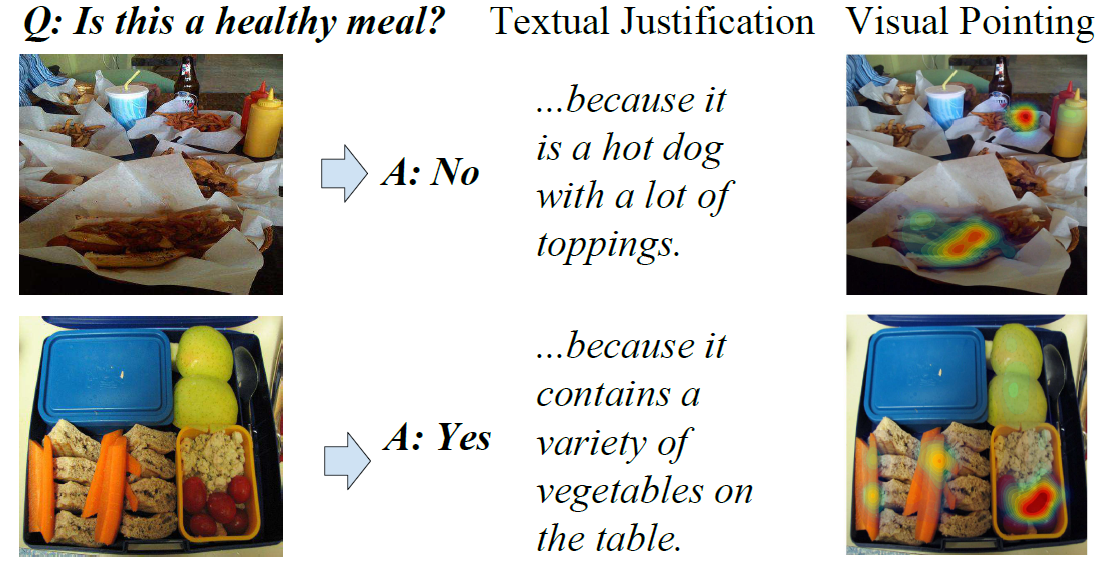 Q: Is this a healthy meal?
Textual Justification
Visual Pointing
A: No
...because it
is a hot dog
with a lot of
toppings.
A: Yes
...because it
contains a
variety of
vegetables on
the table.